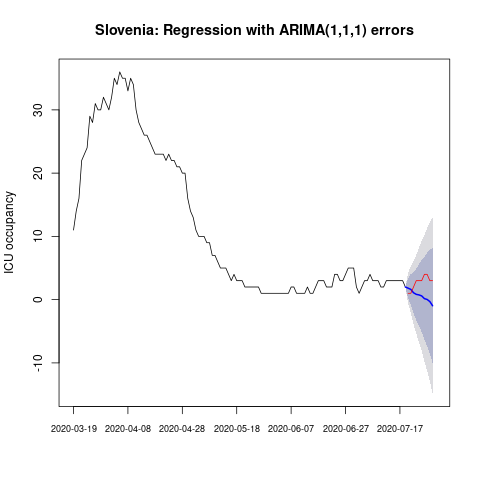 Slovenia: Regression with ARIMA(1,1,1) errors
ICU occupancy
30
20
10
0
-10
2020-03-19 2020-04-08 2020-04-28 2020-05-18 2020-06-07 2020-06-27 2020-07-17